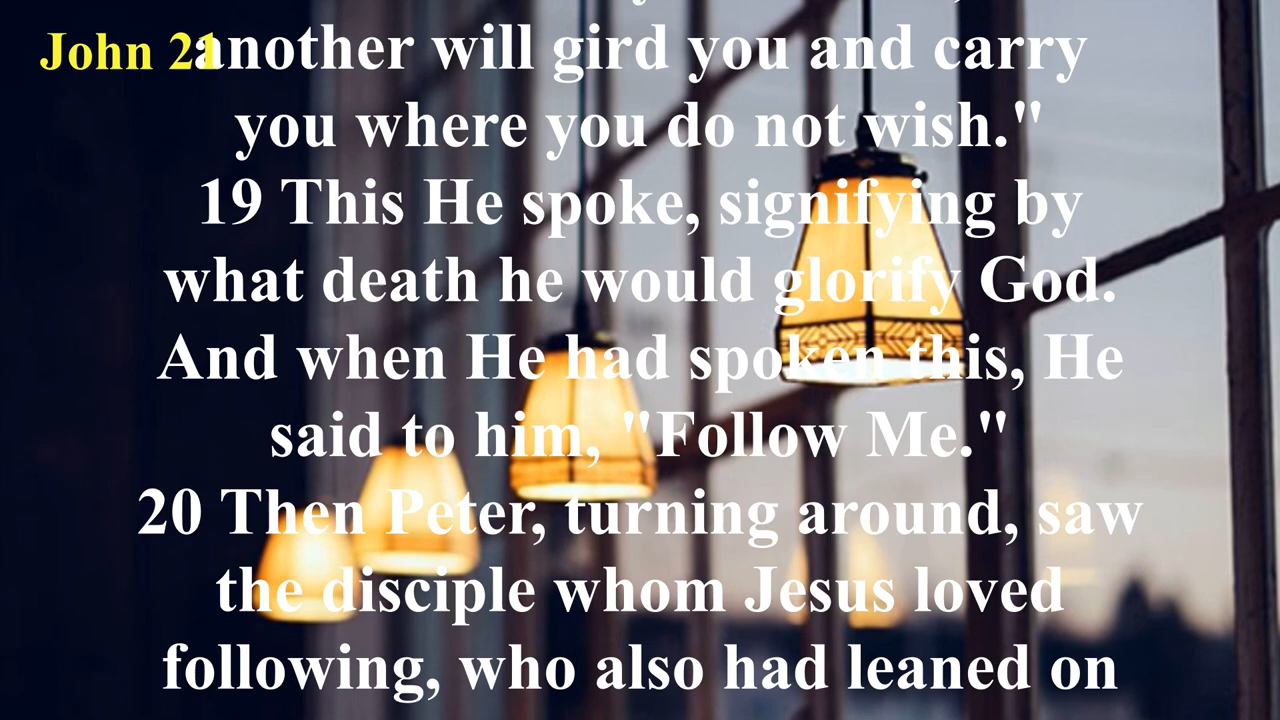 John 21
another will gird you and carry
you where you do not wish."
19 This He spoke, signifying by
what death he would glorify God.
And when He had spoken this, He
said to him, "Follow Me."
20 Then Peter, turning around, saw
the disciple whom Jesus loved
following, who also had leaned on